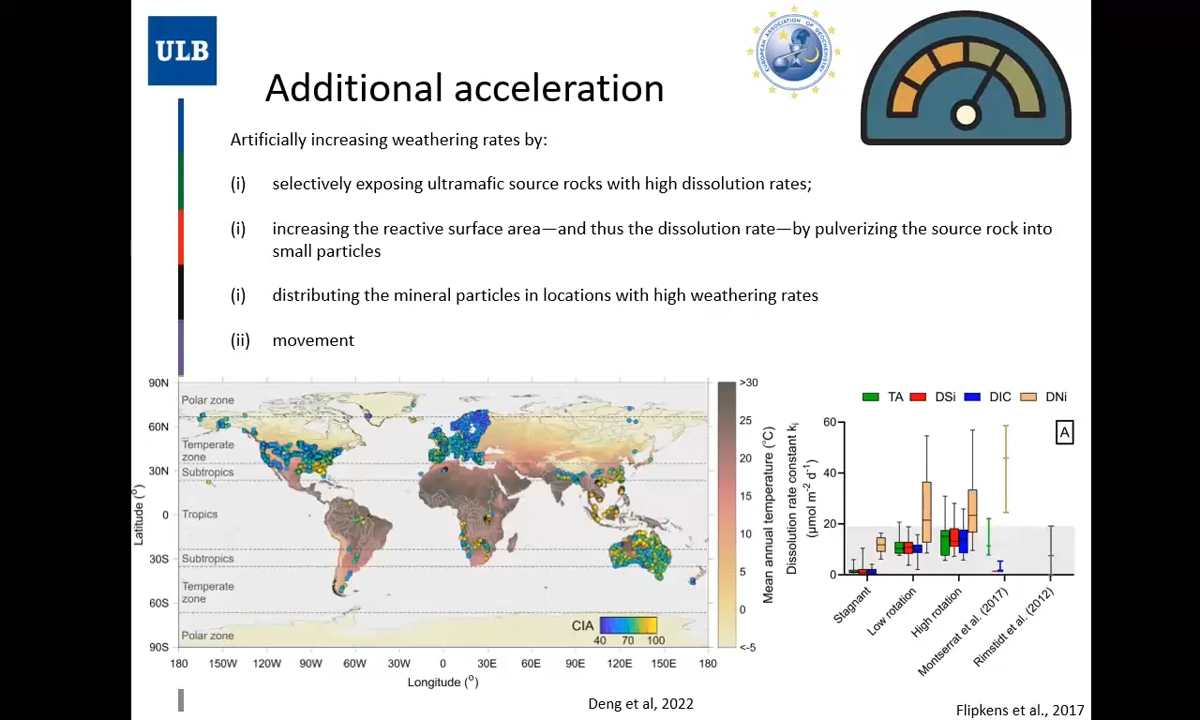 ULB
EUROPEAN ASSOCIATION OF GEOCHEMISTRY
Additional acceleration
Artificially increasing weathering rates by:
(i) selectively exposing ultramafic source rocks with high dissolution rates;
(i) increasing the reactive surface area—and thus the dissolution rate—by pulverizing the source rock into
small particles
(i) distributing the mineral particles in locations with high weathering rates
(ii) movement
90N
60N
30N
0
30S
60S
90S
Latitude (°)
Polar zone
Temperate
zone
Subtropics
Tropics
Subtropics
Temperate
zone
Polar zone
CIA
40 70 100
180 150W 120W 90W 60W 30W 0 30E 60E 90E 120E 150E 180
Longitude (°)
>30
25
20
15
10
5
0
<-5
Mean annual temperature (°C)
Deng et al, 2022
TA DSi DIC DNi
A
60
40
20
0
Dissolution rate constant kᵢ
(µmol m⁻² d⁻¹)
Stagnant
Low rotation
High rotation
Montserrat et al. (2017)
Rimstidt et al. (2012)
Flipkens et al., 2017